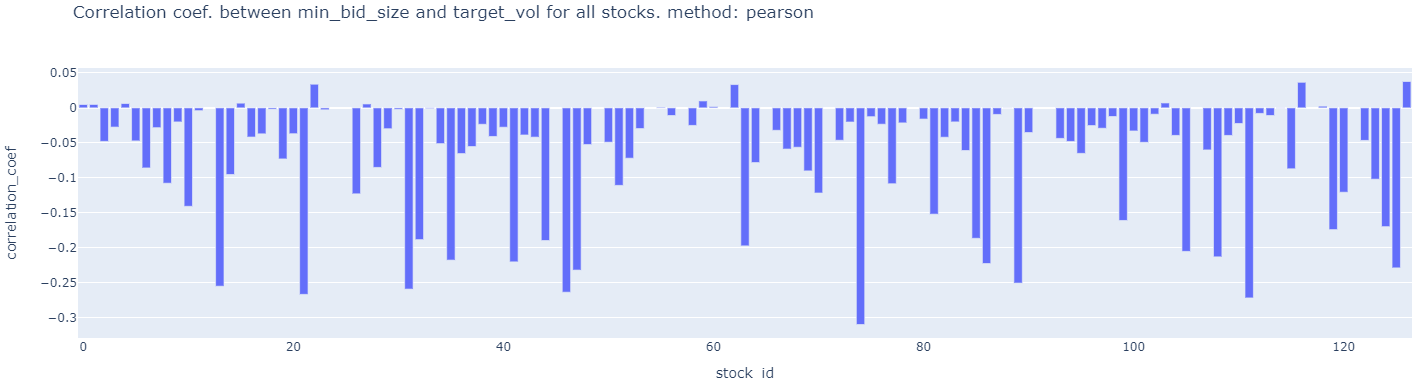 Correlation coef. between min_bid_size and target_vol for all stocks. method: pearson
0.05
0
−0.05
−0.1
−0.15
−0.2
−0.25
−0.3
correlation_coef
0 20 40 60 80 100 120
stock_id